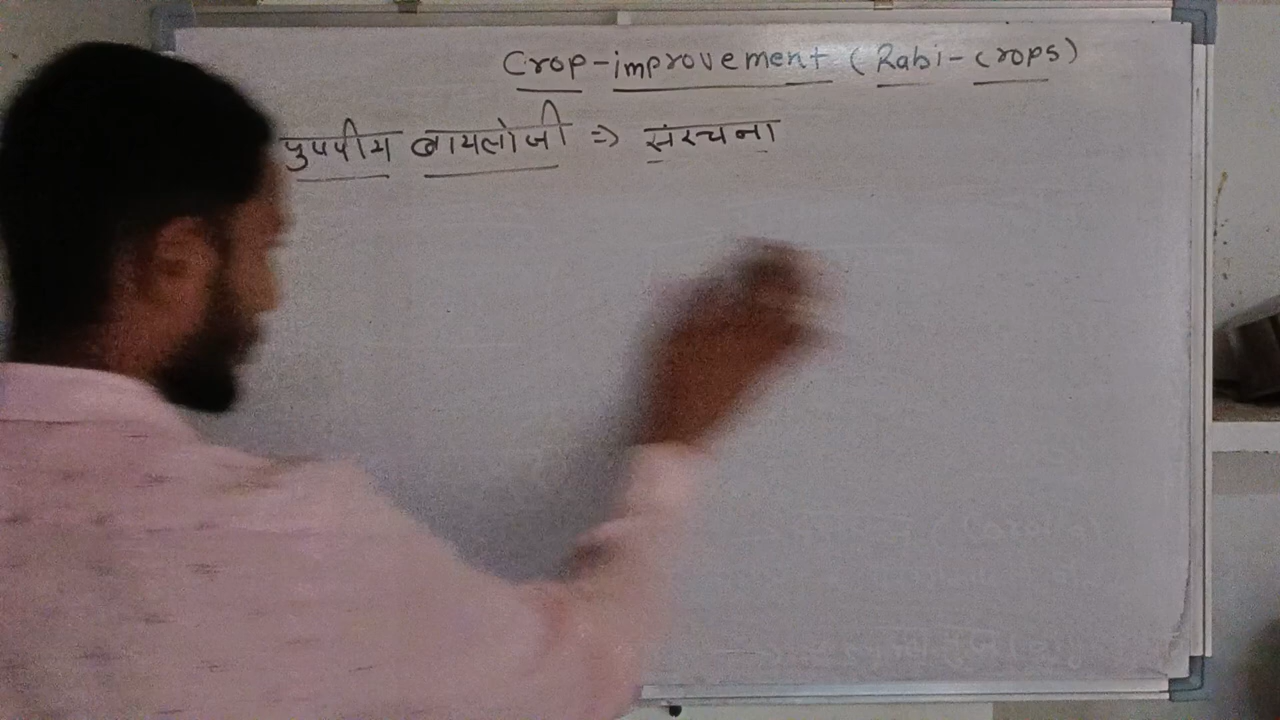 Crop-improvement (Rabi-crops)
पुष्पीय बायलोजी => संरचना